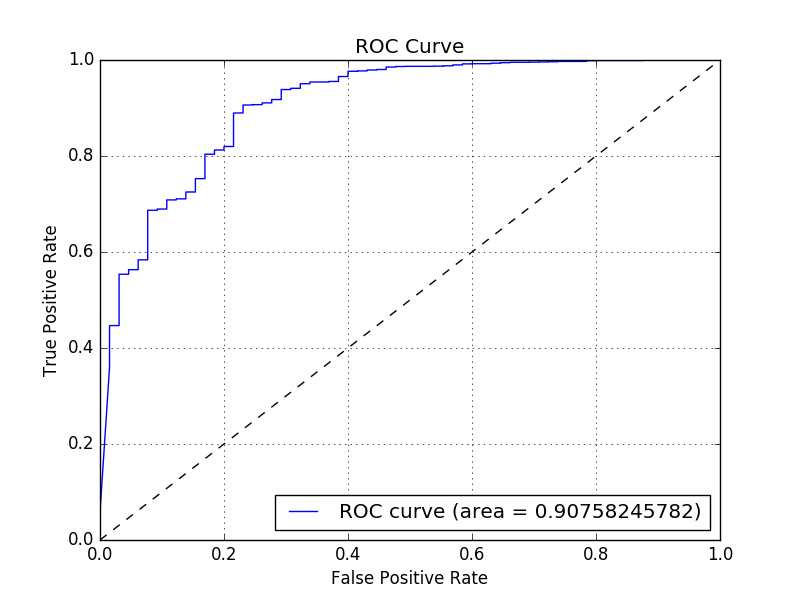 ROC Curve
1.0
0.8
0.6
0.4
0.2
0.0
True Positive Rate
ROC curve (area = 0.90758245782)
0.0 0.2 0.4 0.6 0.8 1.0
False Positive Rate